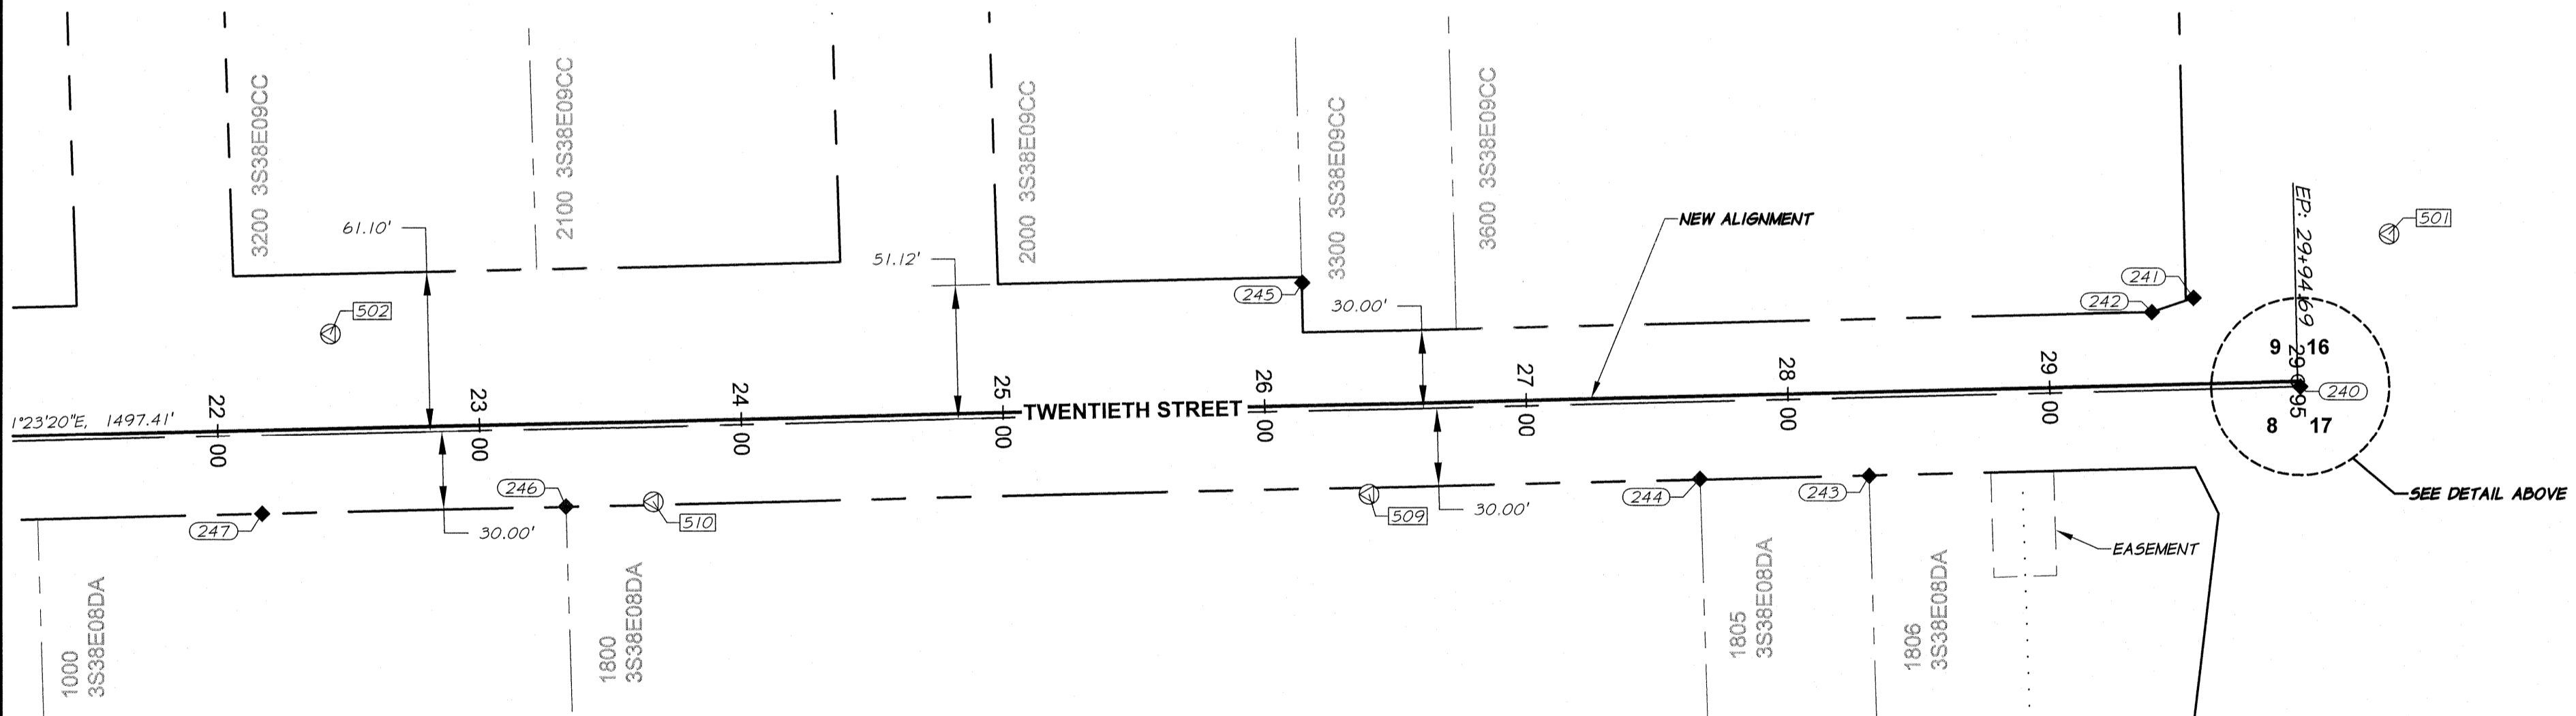 3200 3S38E09CC
2100 3S38E09CC
2000 3S38E09CC
3300 3S38E09CC
3600 3S38E09CC
61.10'
51.12'
30.00'
NEW ALIGNMENT
EP: 29+94.69
501
241
242
245
502
9 16
29+95
240
8 17
1°23'20"E, 1497.41'
22 00
23 00
24 00
25 00
TWENTIETH STREET
26 00
27 00
28 00
29 00
SEE DETAIL ABOVE
247
246
510
30.00'
509
30.00'
244
243
EASEMENT
1000
3S38E08DA
1800
3S38E08DA
1805
3S38E08DA
1806
3S38E08DA